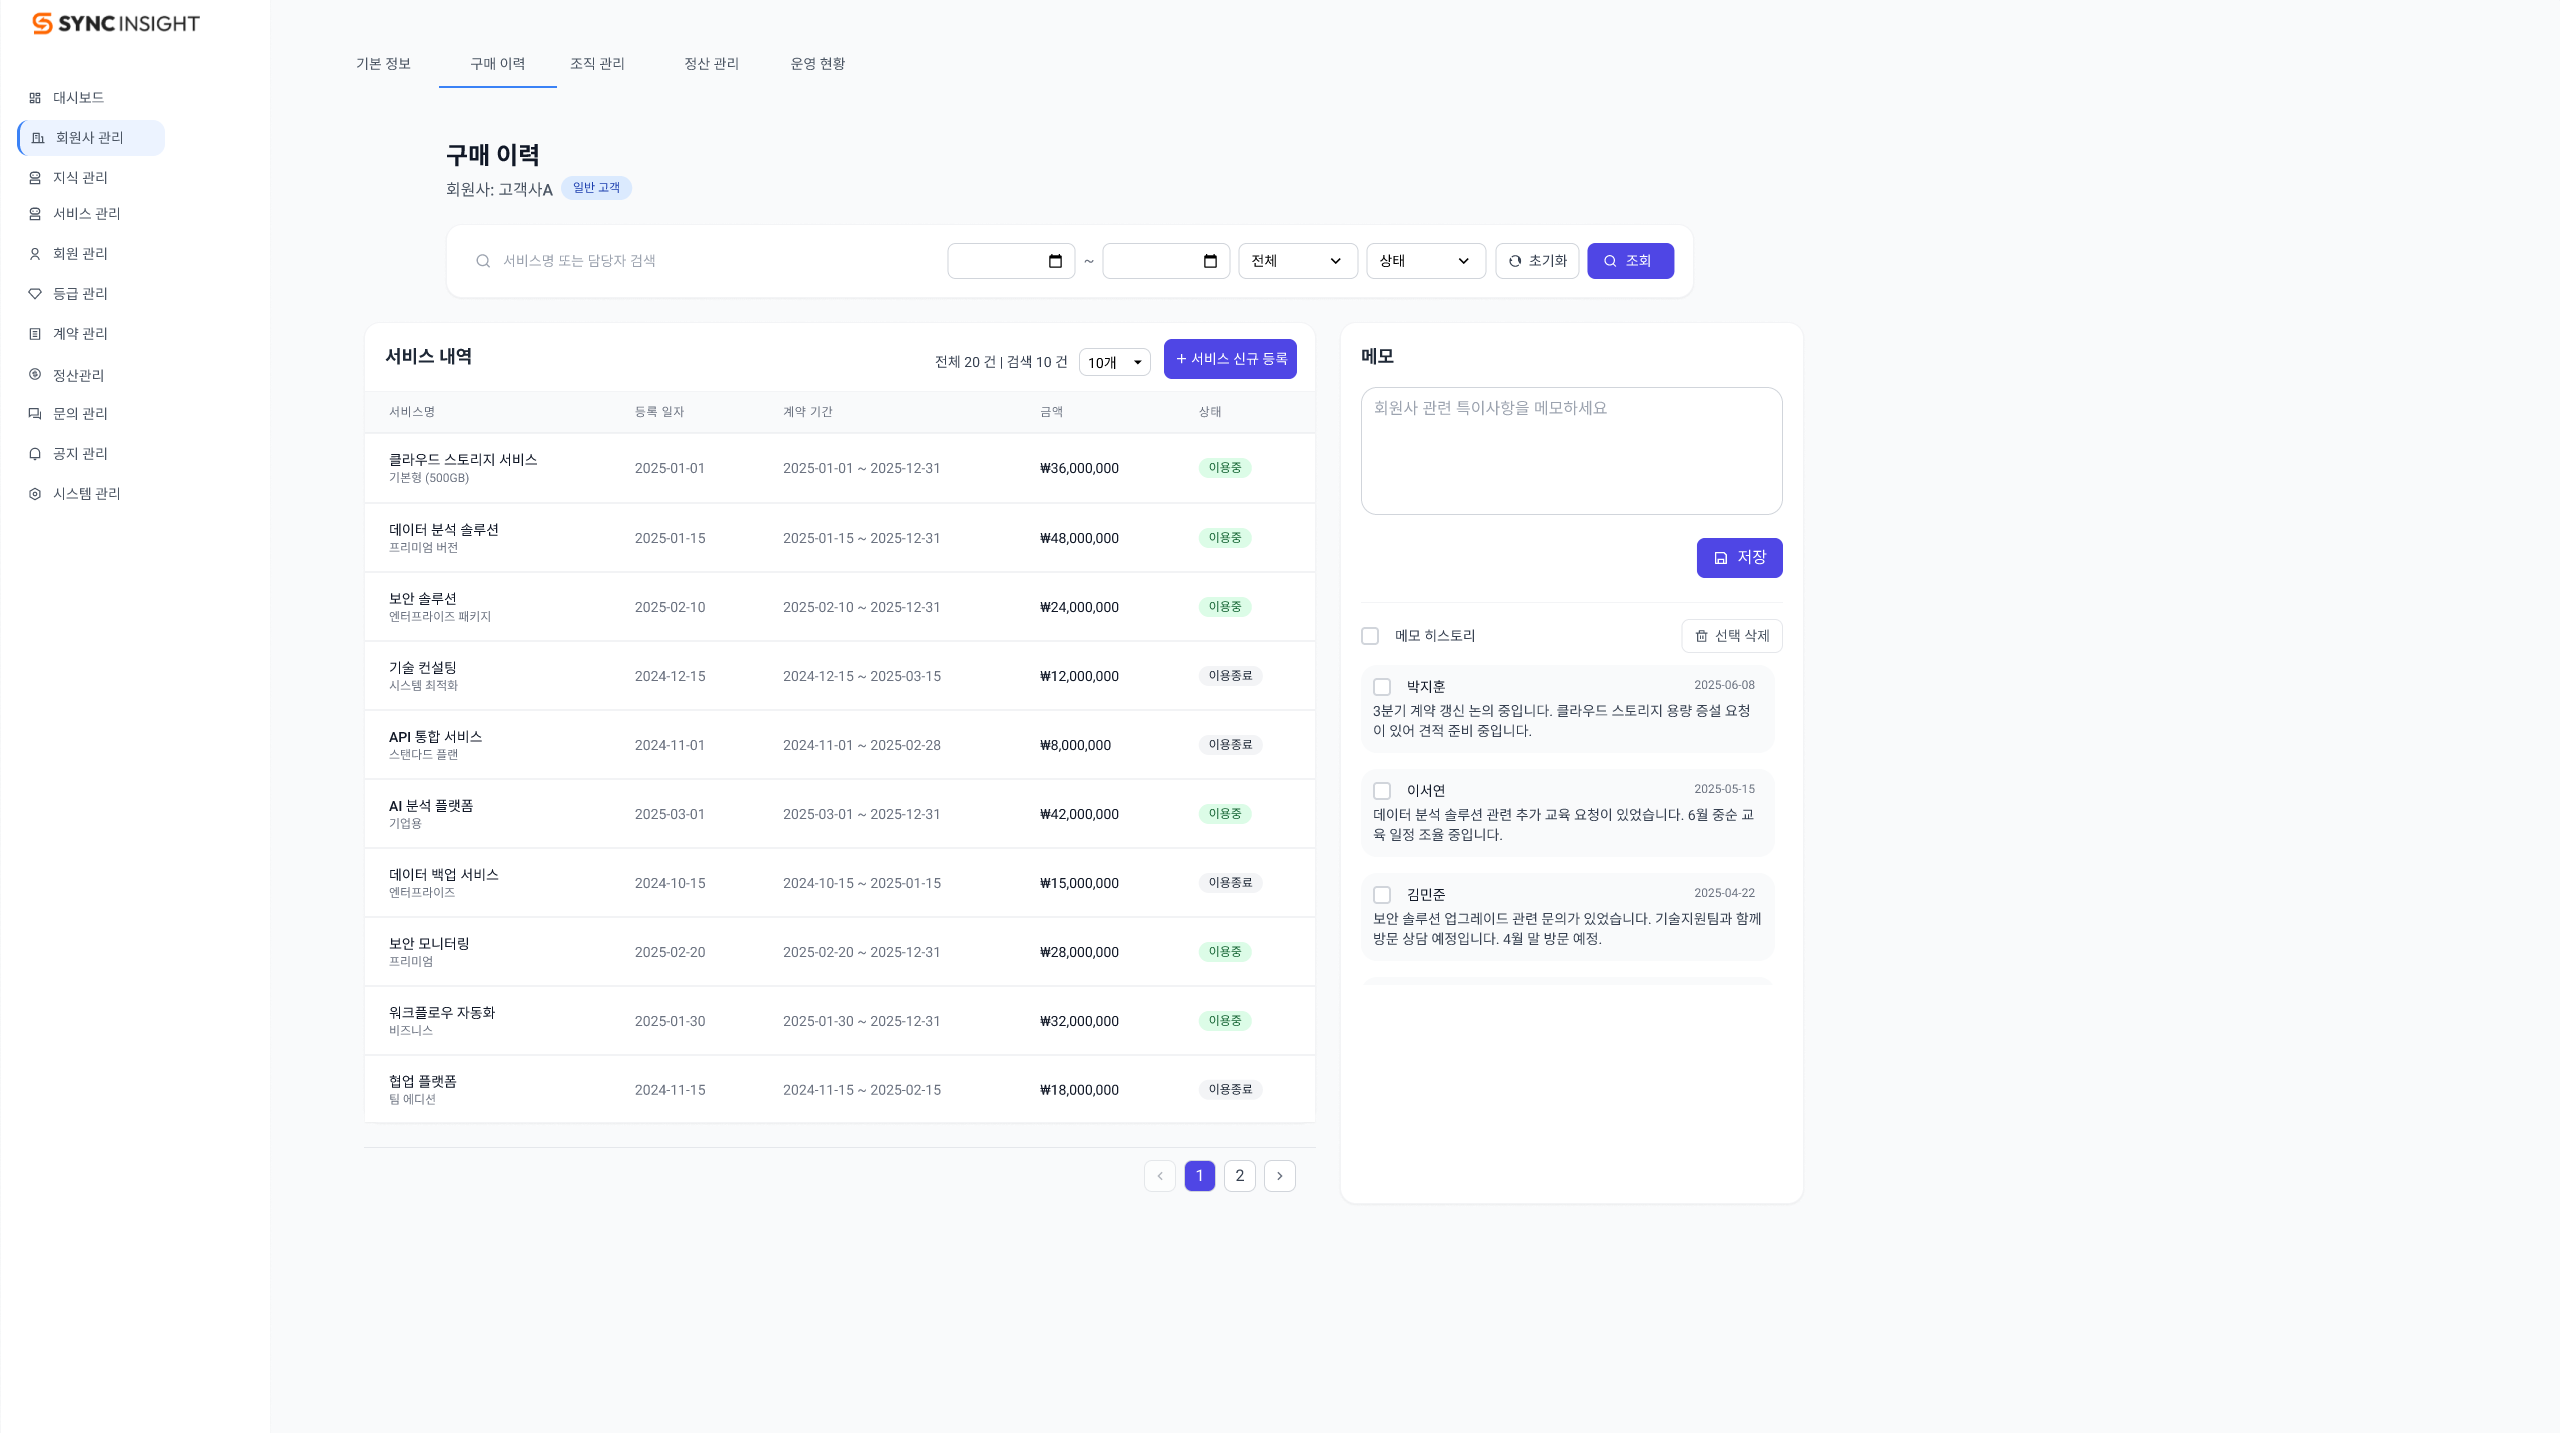 SYNC INSIGHT
대시보드
회원사 관리
지식 관리
서비스 관리
회원 관리
등급 관리
계약 관리
정산관리
문의 관리
공지 관리
시스템 관리
기본 정보 구매 이력 조직 관리 정산 관리 운영 현황
구매 이력
회원사: 고객사A 일반 고객
서비스명 또는 담당자 검색 ~ 전체 상태 초기화 조회
서비스 내역 전체 20 건 | 검색 10 건 10개 + 서비스 신규 등록
서비스명 등록 일자 계약 기간 금액 상태
클라우드 스토리지 서비스
기본형 (500GB)
2025-01-01 2025-01-01 ~ 2025-12-31 ₩36,000,000 이용중
데이터 분석 솔루션
프리미엄 버전
2025-01-15 2025-01-15 ~ 2025-12-31 ₩48,000,000 이용중
보안 솔루션
엔터프라이즈 패키지
2025-02-10 2025-02-10 ~ 2025-12-31 ₩24,000,000 이용중
기술 컨설팅
시스템 최적화
2024-12-15 2024-12-15 ~ 2025-03-15 ₩12,000,000 이용종료
API 통합 서비스
스탠다드 플랜
2024-11-01 2024-11-01 ~ 2025-02-28 ₩8,000,000 이용종료
AI 분석 플랫폼
기업용
2025-03-01 2025-03-01 ~ 2025-12-31 ₩42,000,000 이용중
데이터 백업 서비스
엔터프라이즈
2024-10-15 2024-10-15 ~ 2025-01-15 ₩15,000,000 이용종료
보안 모니터링
프리미엄
2025-02-20 2025-02-20 ~ 2025-12-31 ₩28,000,000 이용중
워크플로우 자동화
비즈니스
2025-01-30 2025-01-30 ~ 2025-12-31 ₩32,000,000 이용중
협업 플랫폼
팀 에디션
2024-11-15 2024-11-15 ~ 2025-02-15 ₩18,000,000 이용종료
1 2
메모
회원사 관련 특이사항을 메모하세요
저장
메모 히스토리 선택 삭제
박지훈 2025-06-08
3분기 계약 갱신 논의 중입니다. 클라우드 스토리지 용량 증설 요청
이 있어 견적 준비 중입니다.
이서연 2025-05-15
데이터 분석 솔루션 관련 추가 교육 요청이 있었습니다. 6월 중순 교
육 일정 조율 중입니다.
김민준 2025-04-22
보안 솔루션 업그레이드 관련 문의가 있었습니다. 기술지원팀과 함께
방문 상담 예정입니다. 4월 말 방문 예정.